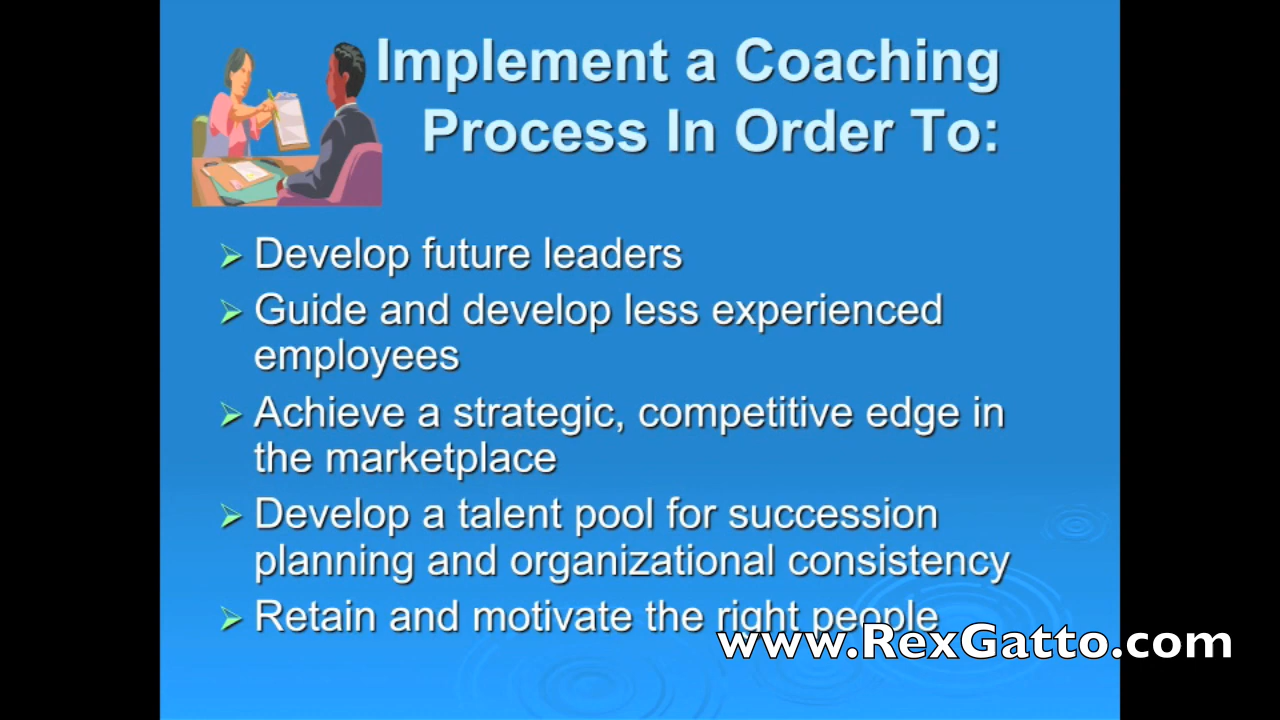 Implement a Coaching
Process In Order To:
Develop future leaders
Guide and develop less experienced
employees
Achieve a strategic, competitive edge in
the marketplace
Develop a talent pool for succession
planning and organizational consistency
Retain and motivate the right people
www.RexGatto.com